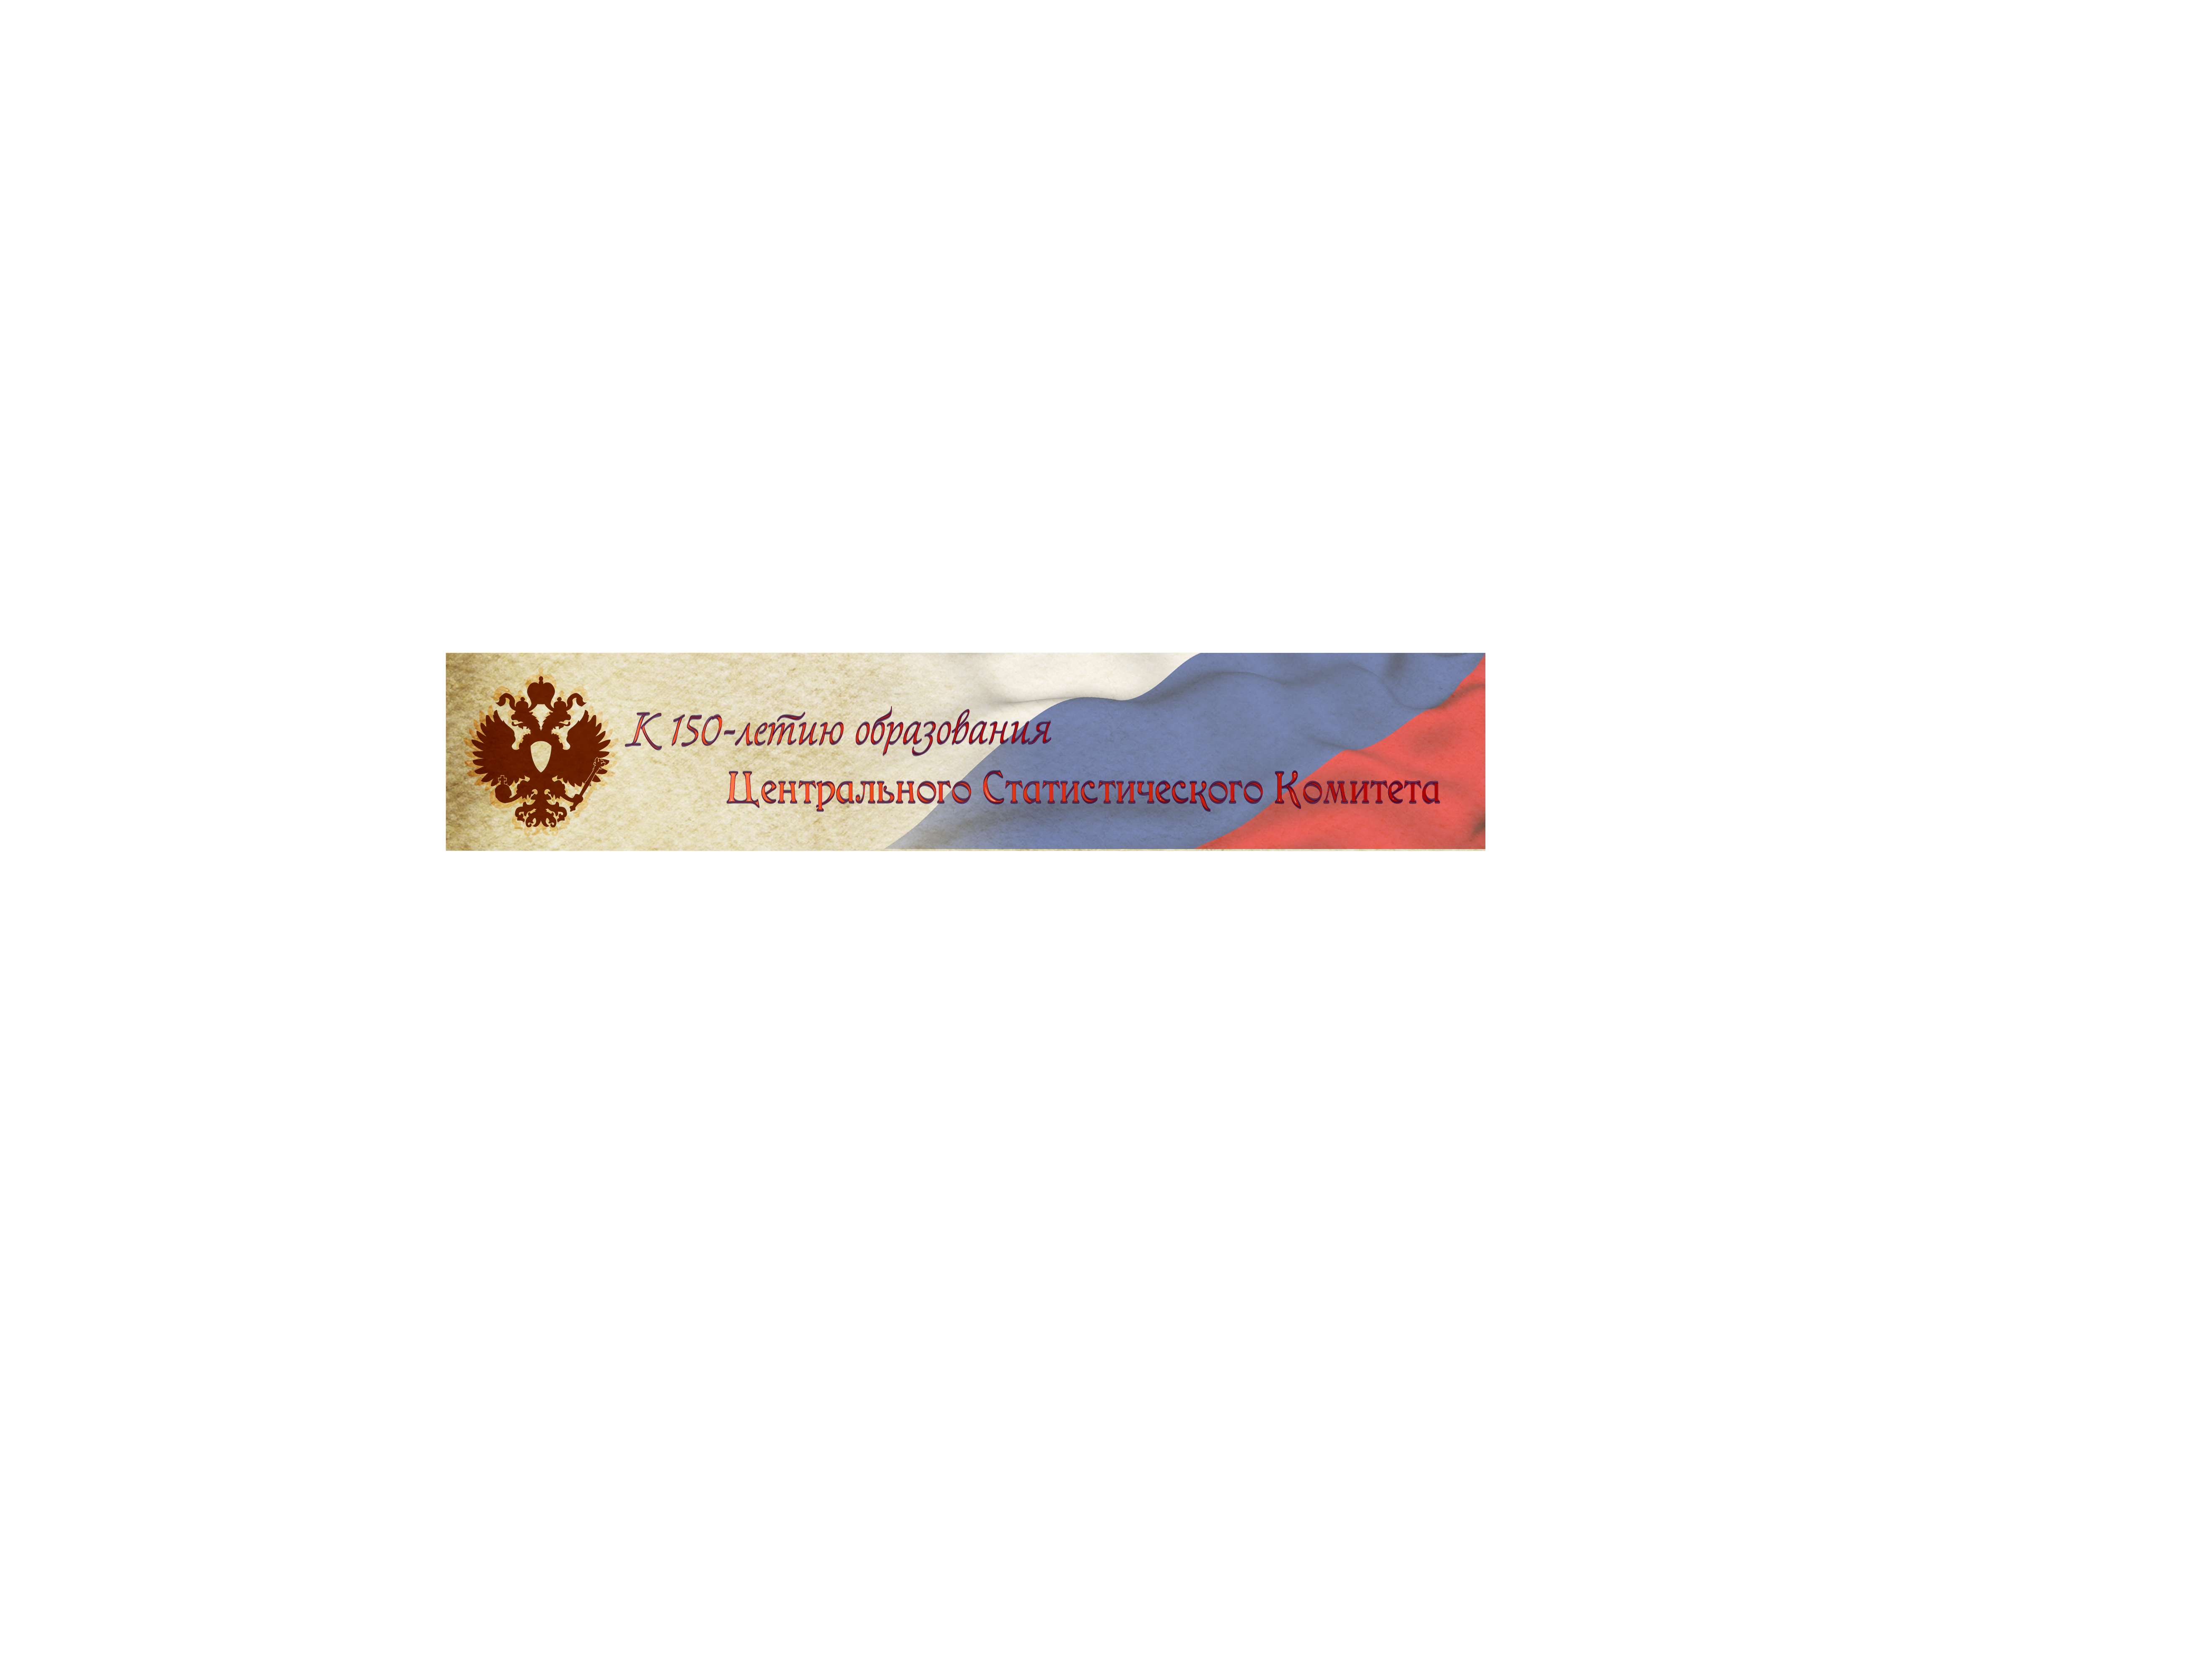 К 150-летию образования
Центрального Статистического Комитета